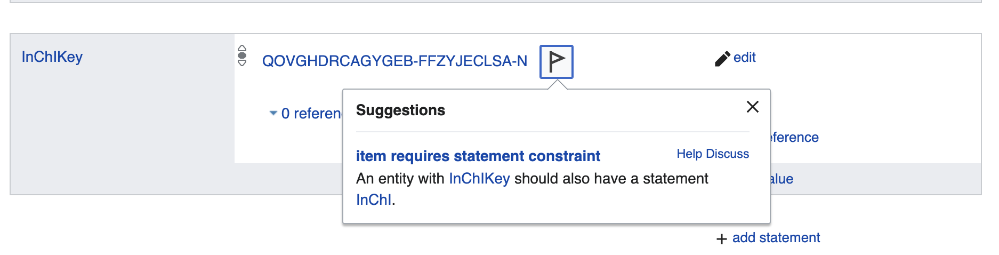 InChIKey
QOVGHDRCAGYGEB-FFZYJECLSA-N
edit
0 referen
Suggestions
eference
item requires statement constraint
Help Discuss
An entity with InChIKey should also have a statement
InChI.
alue
+ add statement